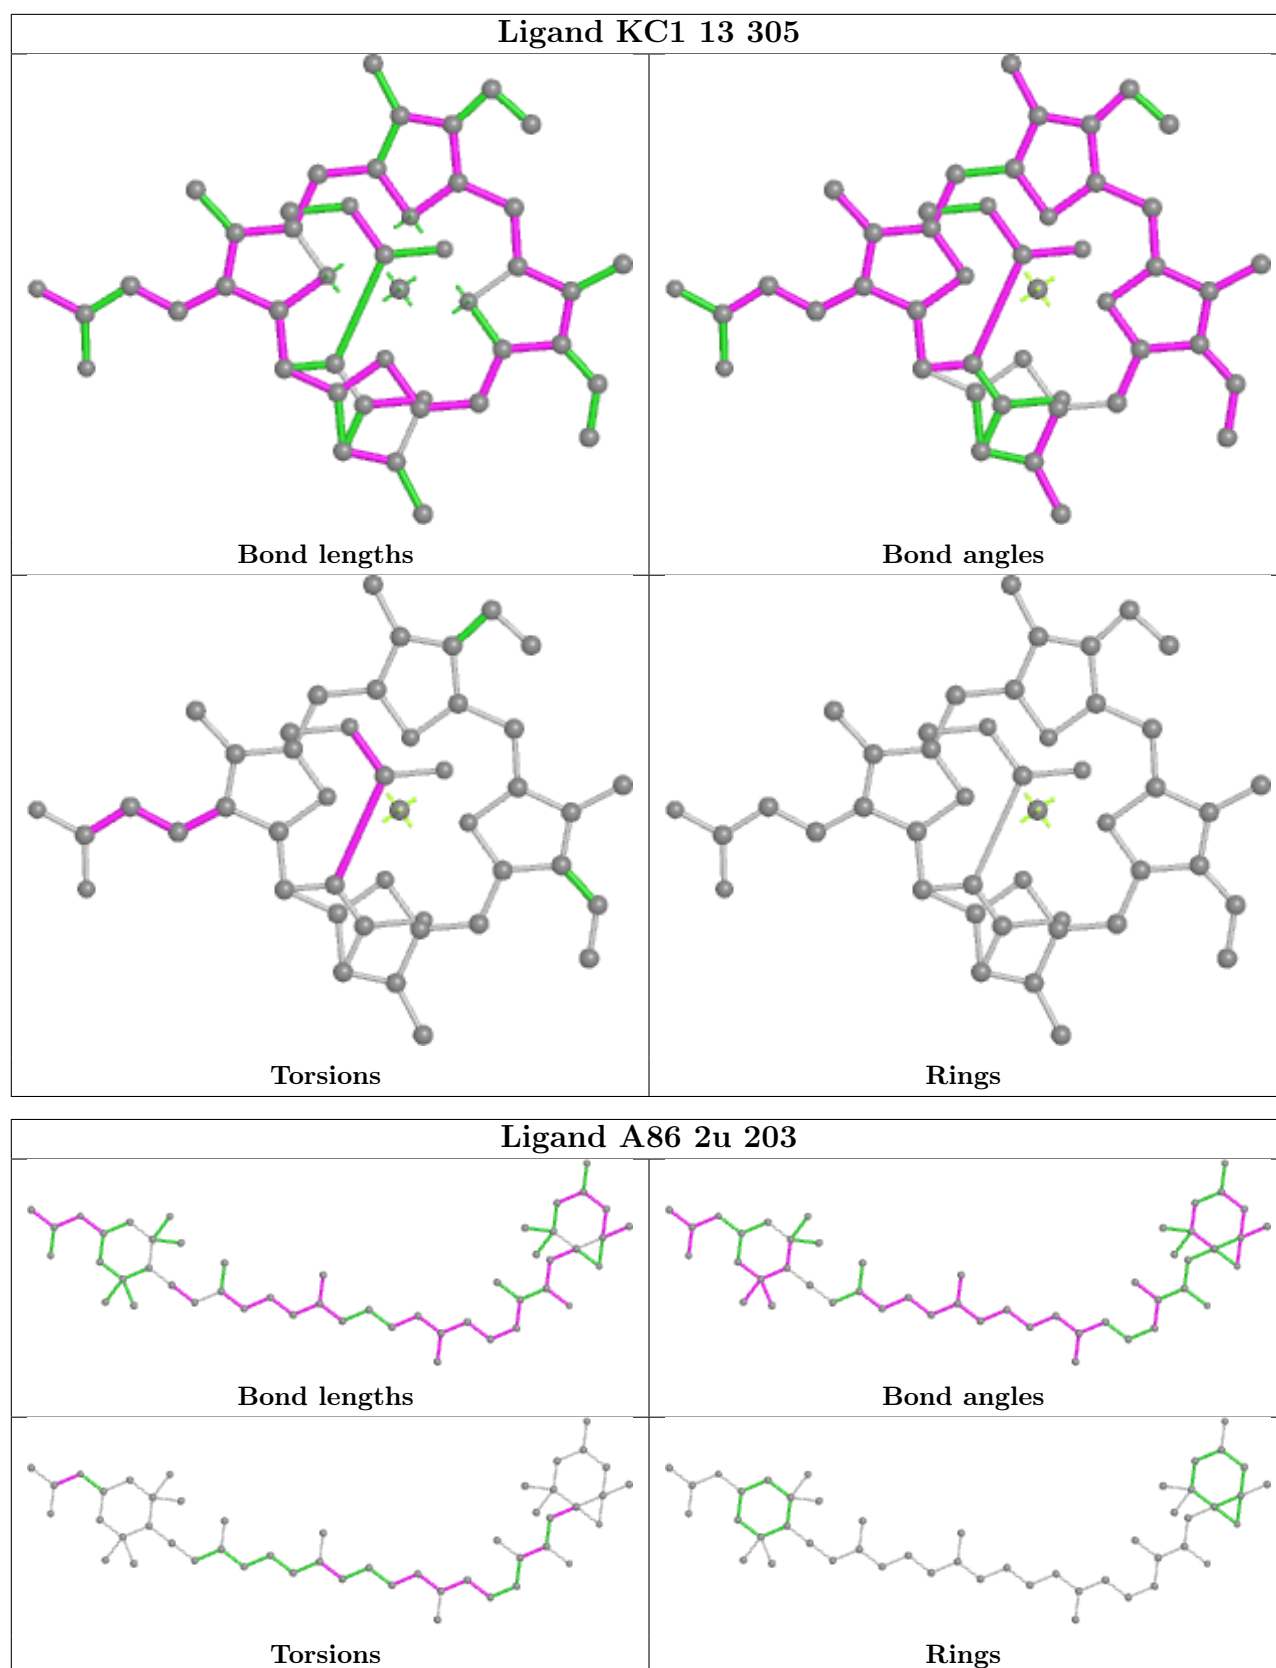 Ligand KC1 13 305
Bond lengths
Bond angles
Torsions
Rings
Ligand A86 2u 203
Bond lengths
Bond angles
Torsions
Rings